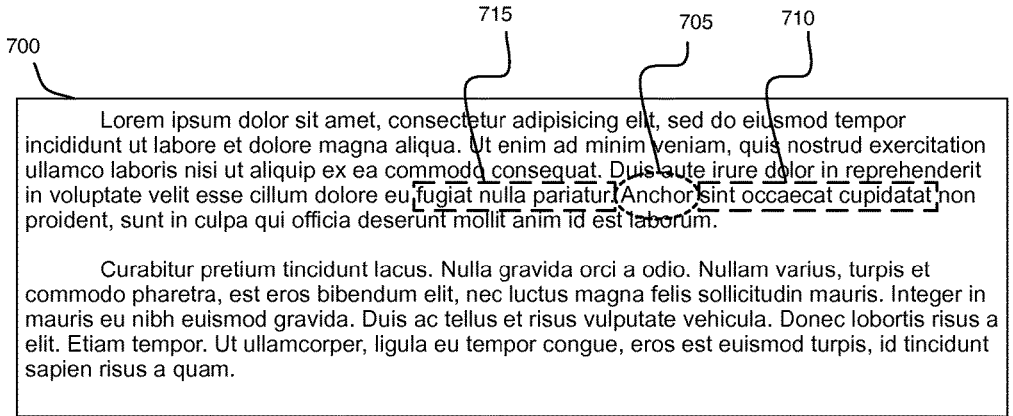 715 705 710
700
Lorem ipsum dolor sit amet, consectetur adipisicing elit, sed do eiusmod tempor
incididunt ut labore et dolore magna aliqua. Ut enim ad minim veniam, quis nostrud exercitation
ullamco laboris nisi ut aliquip ex ea commodo consequat. Duis aute irure dolor in reprehenderit
in voluptate velit esse cillum dolore eu fugiat nulla pariatur. Anchor sint occaecat cupidatat non
proident, sunt in culpa qui officia deserunt mollit anim id est laborum.
Curabitur pretium tincidunt lacus. Nulla gravida orci a odio. Nullam varius, turpis et
commodo pharetra, est eros bibendum elit, nec luctus magna felis sollicitudin mauris. Integer in
mauris eu nibh euismod gravida. Duis ac tellus et risus vulputate vehicula. Donec lobortis risus a
elit. Etiam tempor. Ut ullamcorper, ligula eu tempor congue, eros est euismod turpis, id tincidunt
sapien risus a quam.